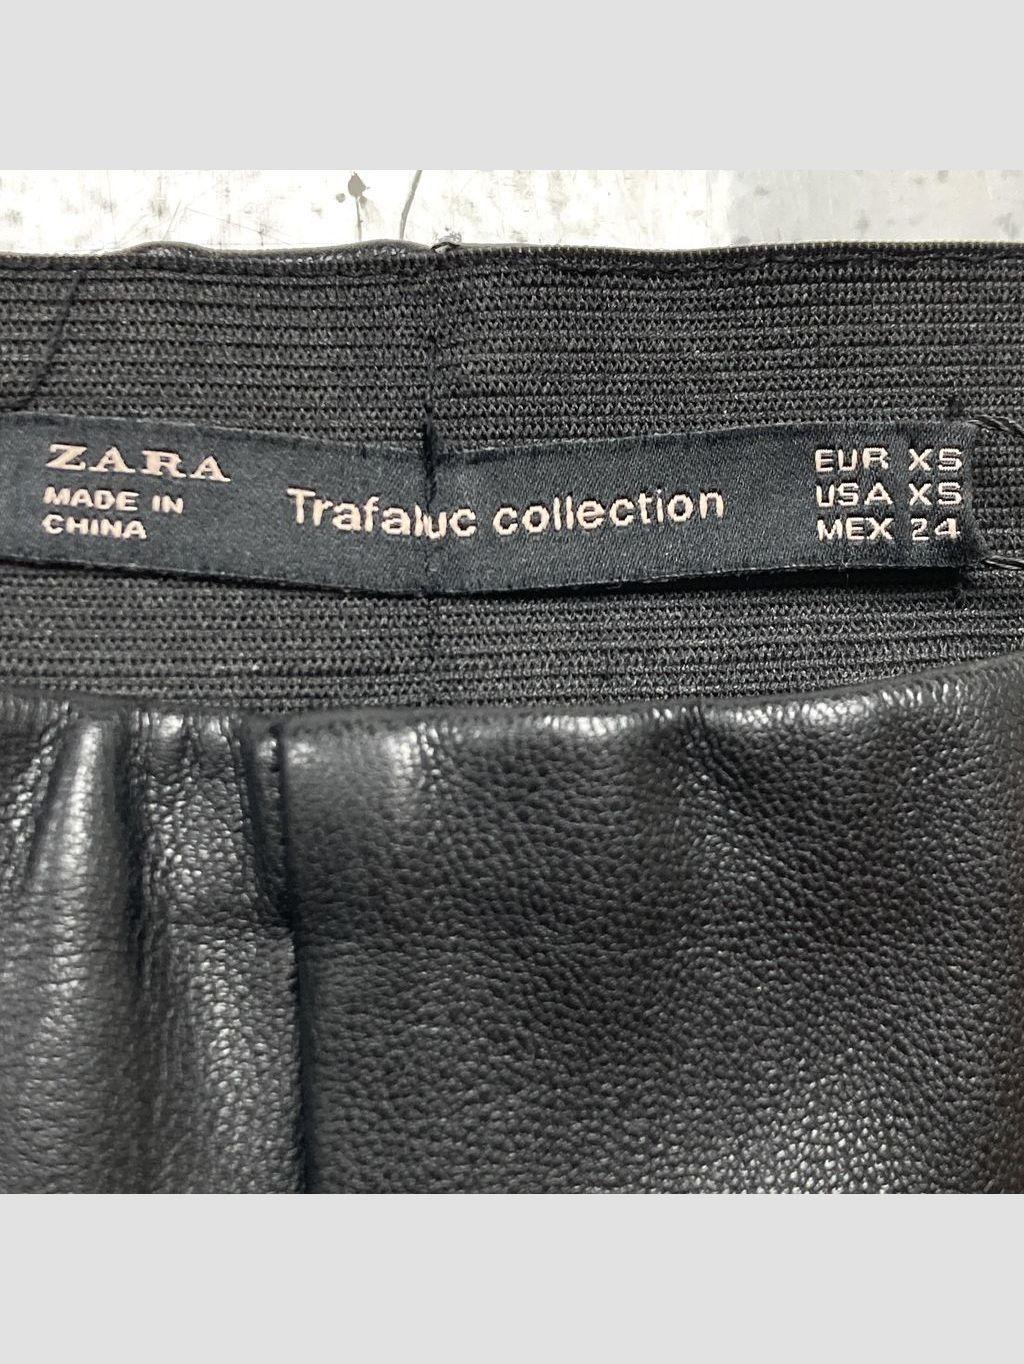 ZARA
MADE IN
CHINA
Trafaluc collection
EUR XS
USA XS
MEX 24